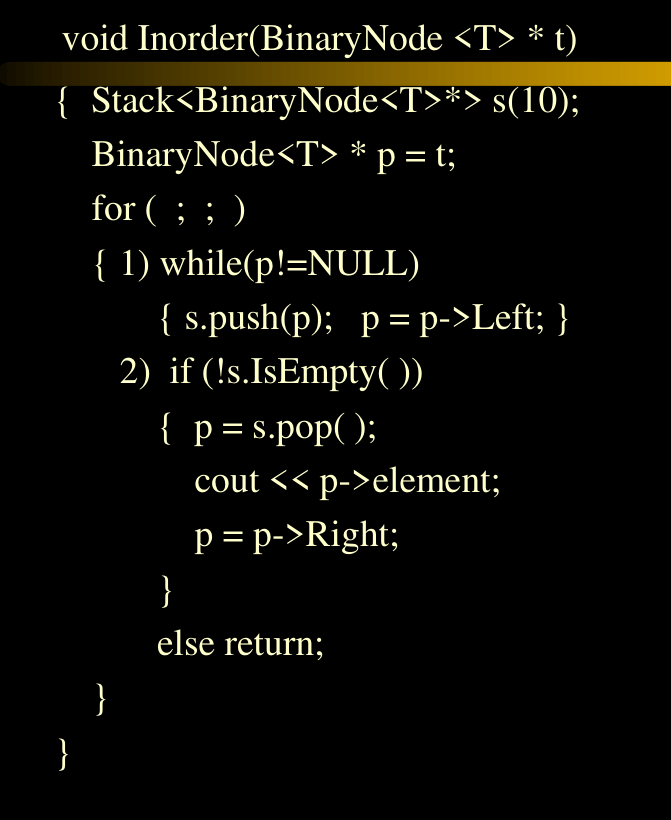 void Inorder(BinaryNode <T> * t)
{ Stack<BinaryNode<T>*> s(10);
BinaryNode<T> * p = t;
for ( ; ; )
{ 1) while(p!=NULL)
{ s.push(p); p = p->Left; }
2) if (!s.IsEmpty( ))
{ p = s.pop( );
cout << p->element;
p = p->Right;
}
else return;
}
}